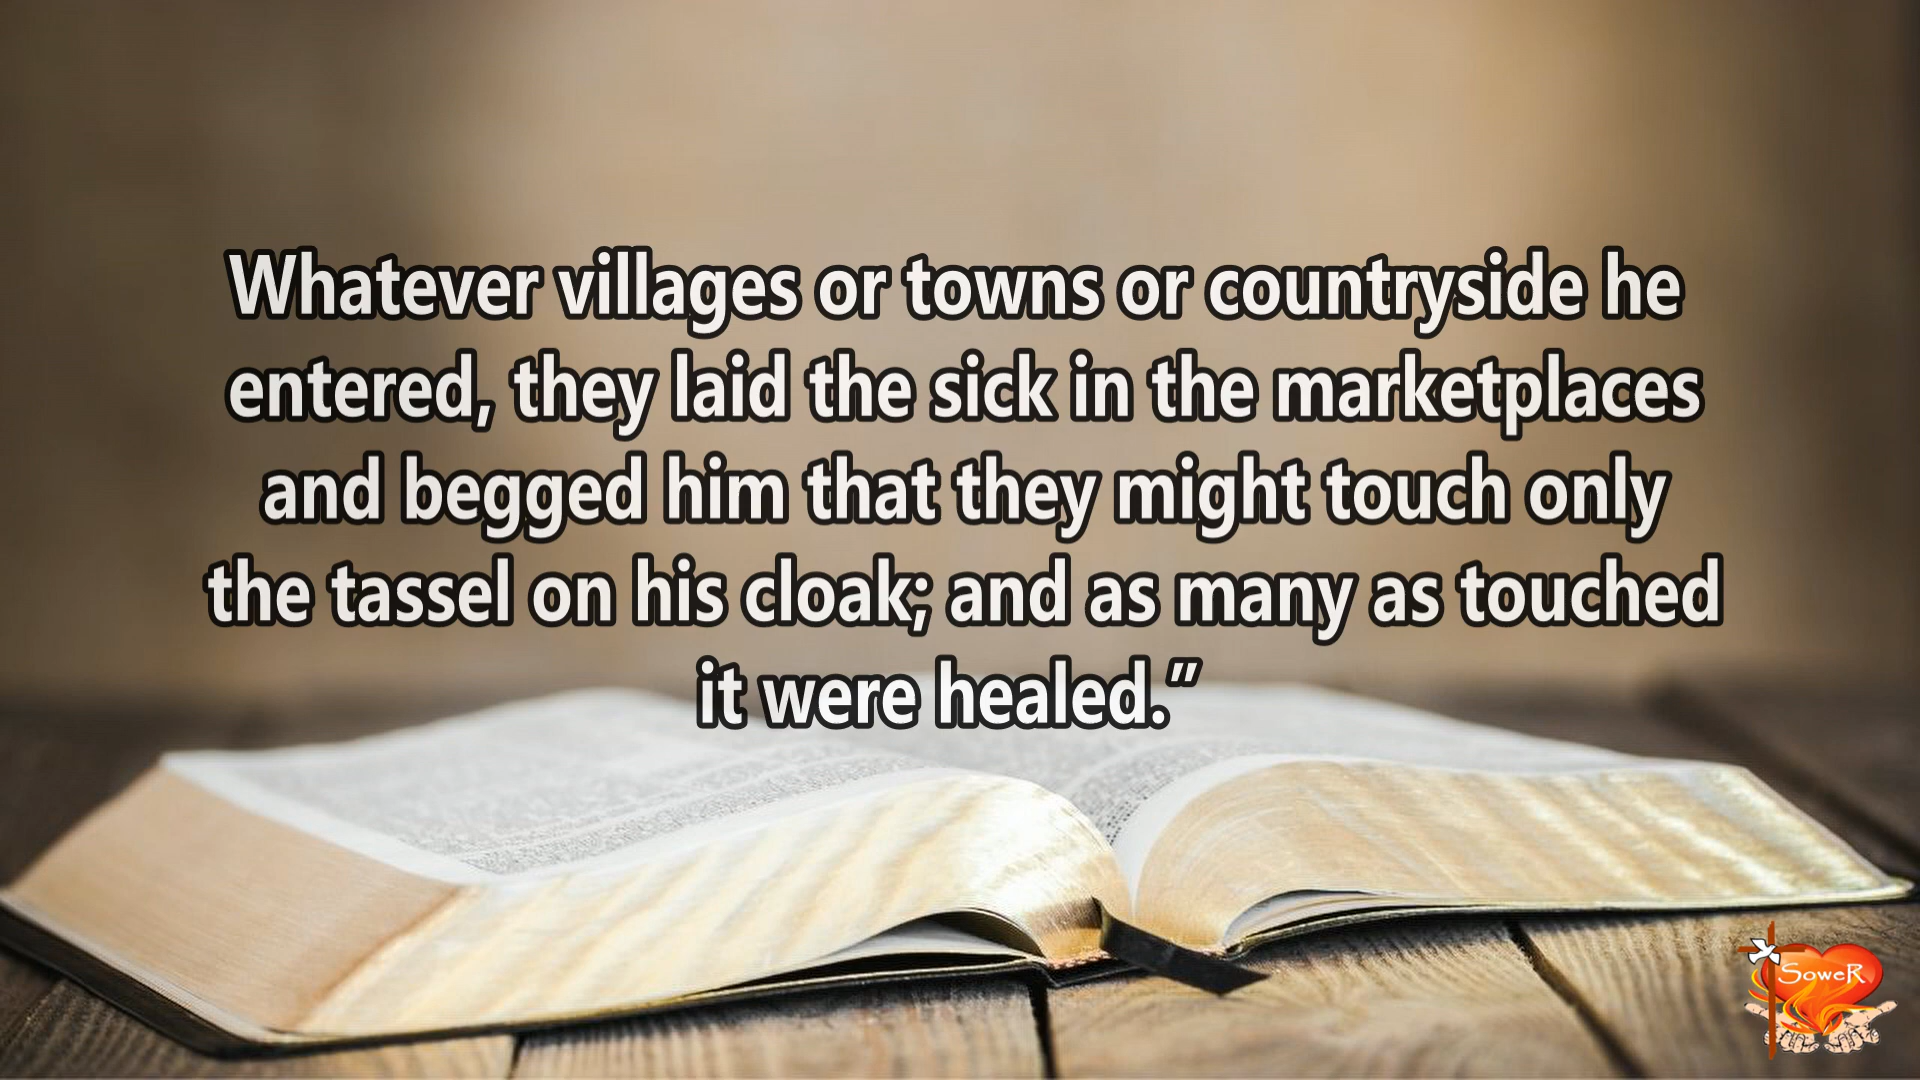 Whatever villages or towns or countryside he
entered, they laid the sick in the marketplaces
and begged him that they might touch only
the tassel on his cloak; and as many as touched
it were healed.”
SoweR